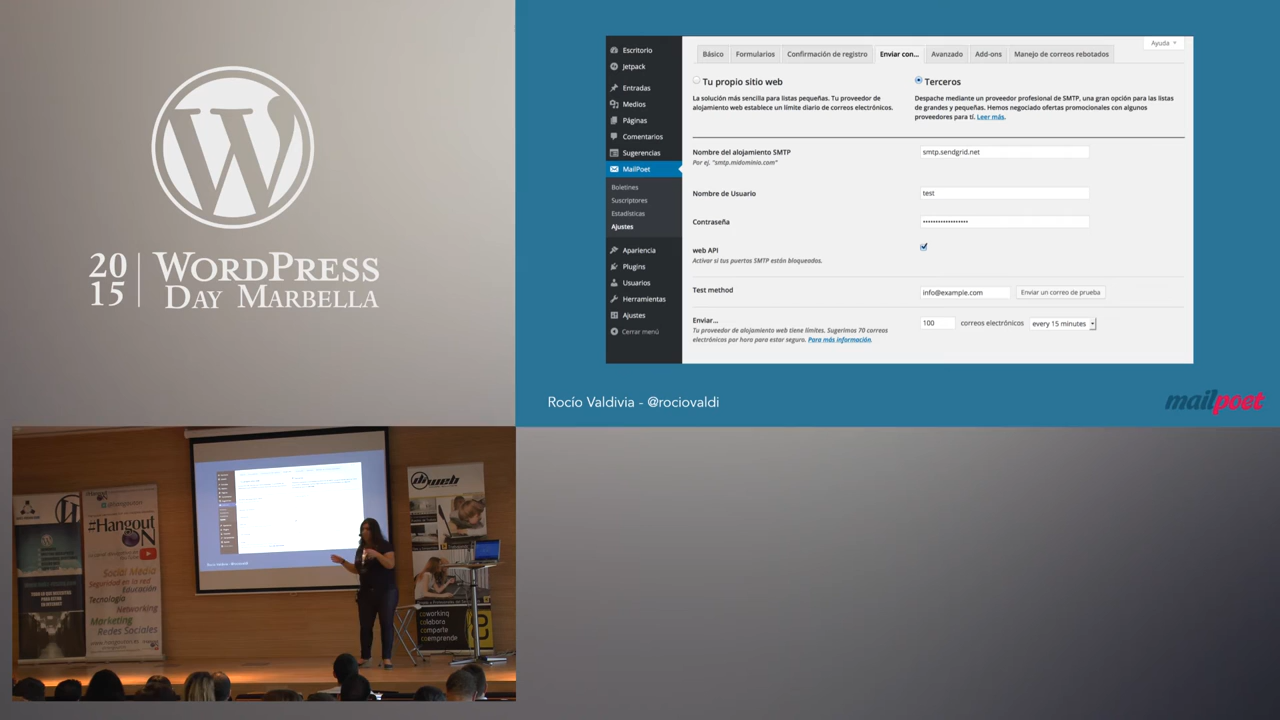 20
15
WORDPRESS
DAY MARBELLA
Escritorio
Jetpack
Entradas
Medios
Páginas
Comentarios
Sugerencias
MailPoet
Boletines
Suscriptores
Estadísticas
Ajustes
Apariencia
Plugins
Usuarios
Herramientas
Ajustes
Cerrar menú
Ayuda
Básico Formularios Confirmación de registro Enviar con... Avanzado Add-ons Manejo de correos rebotados
Tu propio sitio web
La solución más sencilla para listas pequeñas. Tu proveedor de
alojamiento web establece un límite diario de correos electrónicos.
Terceros
Despache mediante un proveedor profesional de SMTP, una gran opción para las listas
de grandes y pequeñas. Hemos negociado ofertas promocionales con algunos
proveedores para tí. Leer más.
Nombre del alojamiento SMTP
Por ej. "smtp.midominio.com"
smtp.sendgrid.net
Nombre de Usuario
test
Contraseña
web API
Activar si tus puertos SMTP están bloqueados.
Test method
info@example.com
Enviar un correo de prueba
Enviar...
Tu proveedor de alojamiento web tiene límites. Sugerimos 70 correos
electrónicos por hora para estar seguro. Para más información.
100 correos electrónicos every 15 minutes
Rocío Valdivia - @rociovaldi
mailpoet
#Hangout
ON
Social Media
Seguridad en la red
Educación
Tecnología
Networking
Marketing
Redes Sociales
diweb
coworking
colabora
comparte
coemprende